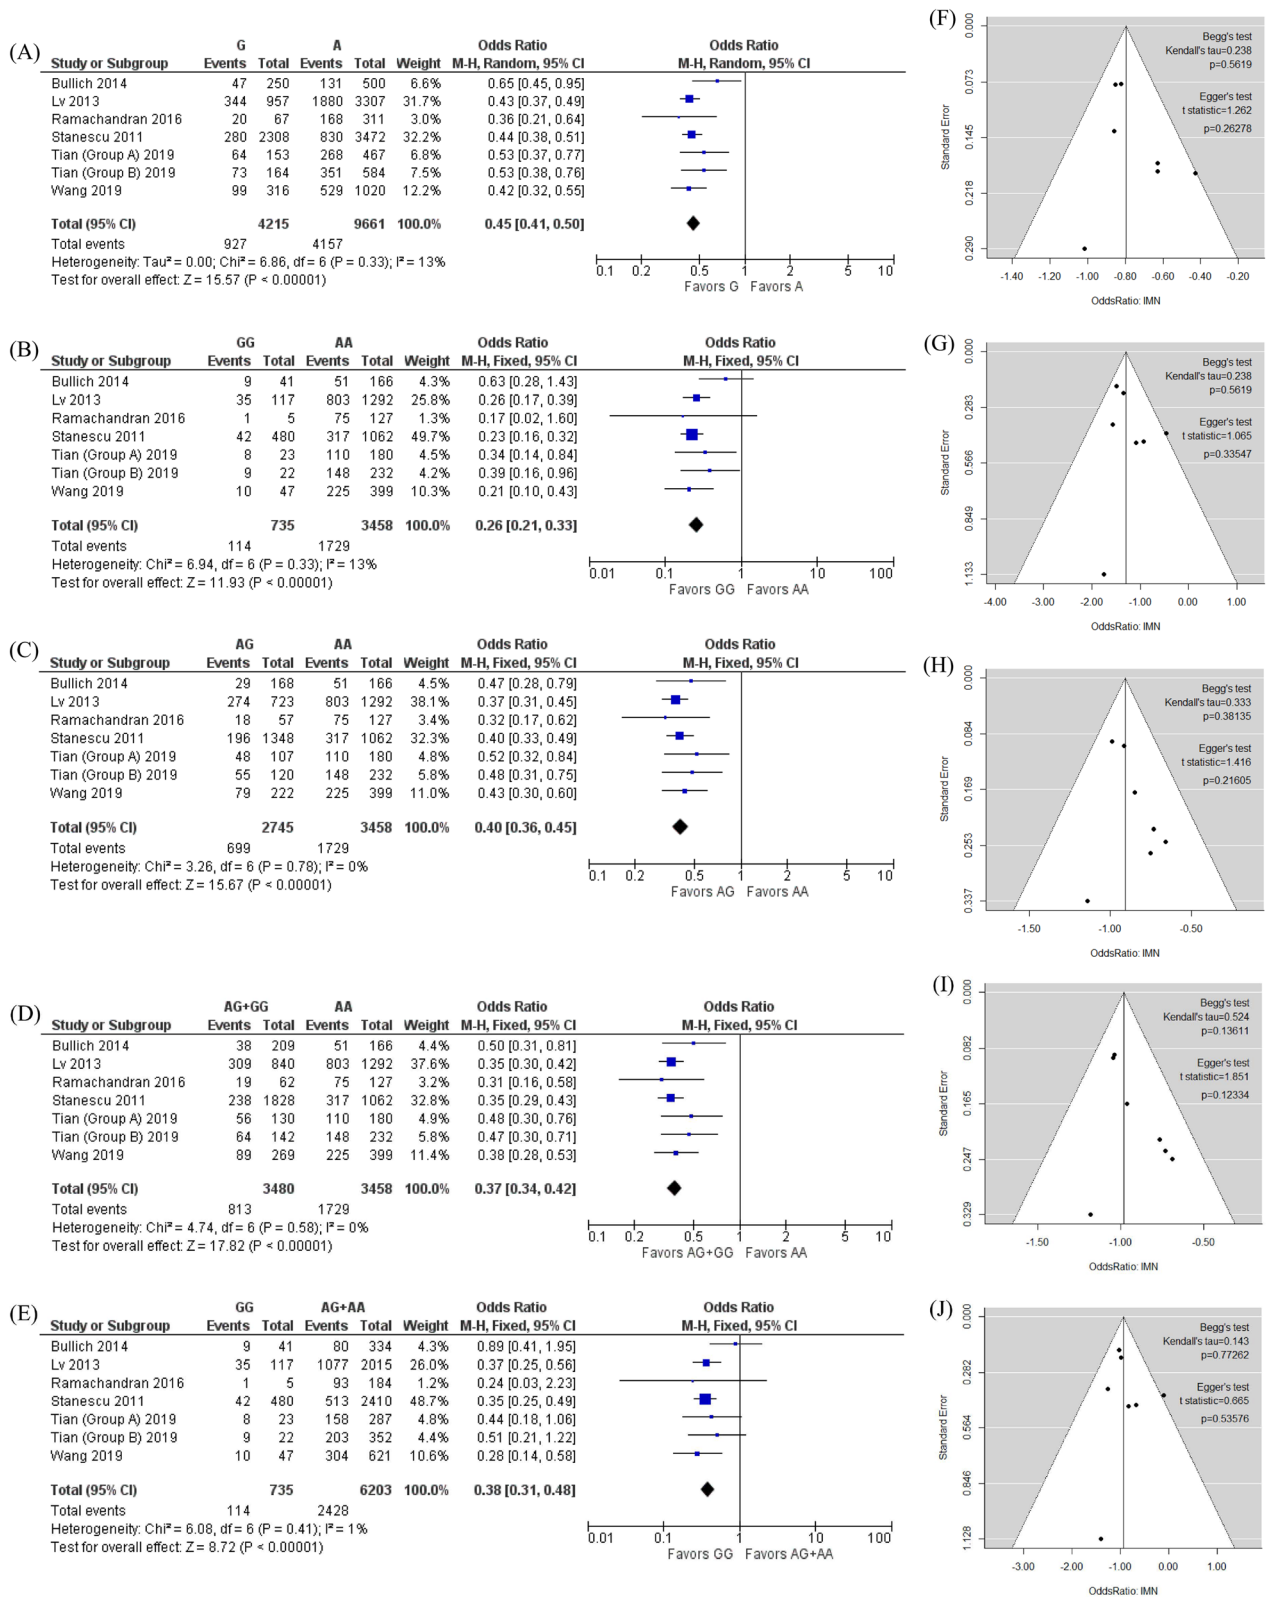 (A)
G A Odds Ratio Odds Ratio
Study or Subgroup Events Total Events Total Weight M-H, Random, 95% CI M-H, Random, 95% CI
Bullich 2014 47 250 131 500 6.6% 0.65 [0.45, 0.95]
Lv 2013 344 957 1880 3307 31.7% 0.43 [0.37, 0.49]
Ramachandran 2016 20 67 168 311 3.0% 0.36 [0.21, 0.64]
Stanescu 2011 280 2308 830 3472 32.2% 0.44 [0.38, 0.51]
Tian (Group A) 2019 64 153 268 467 6.8% 0.53 [0.37, 0.77]
Tian (Group B) 2019 73 164 351 584 7.5% 0.53 [0.38, 0.76]
Wang 2019 99 316 529 1020 12.2% 0.42 [0.32, 0.55]
Total (95% CI) 4215 9661 100.0% 0.45 [0.41, 0.50]
Total events 927 4157
Heterogeneity: Tau² = 0.00; Chi² = 6.86, df = 6 (P = 0.33); I² = 13%
Test for overall effect: Z = 15.57 (P < 0.00001)
0.1 0.2 0.5 1 2 5 10
Favors G Favors A
(F)
Begg's test
Kendall's tau=0.238
p=0.5619
Egger's test
t statistic=1.262
p=0.26278
Standard Error
0.000
0.073
0.145
0.218
0.290
-1.40 -1.20 -1.00 -0.80 -0.60 -0.40 -0.20
OddsRatio: IMN
(B)
GG AA Odds Ratio Odds Ratio
Study or Subgroup Events Total Events Total Weight M-H, Fixed, 95% CI M-H, Fixed, 95% CI
Bullich 2014 9 41 51 166 4.3% 0.63 [0.28, 1.43]
Lv 2013 35 117 803 1292 25.8% 0.26 [0.17, 0.39]
Ramachandran 2016 1 5 75 127 1.3% 0.17 [0.02, 1.60]
Stanescu 2011 42 480 317 1062 49.7% 0.23 [0.16, 0.32]
Tian (Group A) 2019 8 23 110 180 4.5% 0.34 [0.14, 0.84]
Tian (Group B) 2019 9 22 148 232 4.2% 0.39 [0.16, 0.96]
Wang 2019 10 47 225 399 10.3% 0.21 [0.10, 0.43]
Total (95% CI) 735 3458 100.0% 0.26 [0.21, 0.33]
Total events 114 1729
Heterogeneity: Chi² = 6.94, df = 6 (P = 0.33); I² = 13%
Test for overall effect: Z = 11.93 (P < 0.00001)
0.01 0.1 1 10 100
Favors GG Favors AA
(G)
Begg's test
Kendall's tau=0.238
p=0.5619
Egger's test
t statistic=1.065
p=0.33547
Standard Error
0.000
0.283
0.566
0.849
1.133
-4.00 -3.00 -2.00 -1.00 0.00 1.00
OddsRatio: IMN
(C)
AG AA Odds Ratio Odds Ratio
Study or Subgroup Events Total Events Total Weight M-H, Fixed, 95% CI M-H, Fixed, 95% CI
Bullich 2014 29 168 51 166 4.5% 0.47 [0.28, 0.79]
Lv 2013 274 723 803 1292 38.1% 0.37 [0.31, 0.45]
Ramachandran 2016 18 57 75 127 3.4% 0.32 [0.17, 0.62]
Stanescu 2011 196 1348 317 1062 32.3% 0.40 [0.33, 0.49]
Tian (Group A) 2019 48 107 110 180 4.8% 0.52 [0.32, 0.84]
Tian (Group B) 2019 55 120 148 232 5.8% 0.48 [0.31, 0.75]
Wang 2019 79 222 225 399 11.0% 0.43 [0.30, 0.60]
Total (95% CI) 2745 3458 100.0% 0.40 [0.36, 0.45]
Total events 699 1729
Heterogeneity: Chi² = 3.26, df = 6 (P = 0.78); I² = 0%
Test for overall effect: Z = 15.67 (P < 0.00001)
0.1 0.2 0.5 1 2 5 10
Favors AG Favors AA
(H)
Begg's test
Kendall's tau=0.333
p=0.38135
Egger's test
t statistic=1.416
p=0.21605
Standard Error
0.000
0.084
0.169
0.253
0.337
-1.50 -1.00 -0.50
OddsRatio: IMN
(D)
AG+GG AA Odds Ratio Odds Ratio
Study or Subgroup Events Total Events Total Weight M-H, Fixed, 95% CI M-H, Fixed, 95% CI
Bullich 2014 38 209 51 166 4.4% 0.50 [0.31, 0.81]
Lv 2013 309 840 803 1292 37.6% 0.35 [0.30, 0.42]
Ramachandran 2016 19 62 75 127 3.2% 0.31 [0.16, 0.58]
Stanescu 2011 238 1828 317 1062 32.8% 0.35 [0.29, 0.43]
Tian (Group A) 2019 56 130 110 180 4.9% 0.48 [0.30, 0.76]
Tian (Group B) 2019 64 142 148 232 5.8% 0.47 [0.30, 0.71]
Wang 2019 89 269 225 399 11.4% 0.38 [0.28, 0.53]
Total (95% CI) 3480 3458 100.0% 0.37 [0.34, 0.42]
Total events 813 1729
Heterogeneity: Chi² = 4.74, df = 6 (P = 0.58); I² = 0%
Test for overall effect: Z = 17.82 (P < 0.00001)
0.1 0.2 0.5 1 2 5 10
Favors AG+GG Favors AA
(I)
Begg's test
Kendall's tau=0.524
p=0.13611
Egger's test
t statistic=1.851
p=0.12334
Standard Error
0.000
0.082
0.165
0.247
0.329
-1.50 -1.00 -0.50
OddsRatio: IMN
(E)
GG AG+AA Odds Ratio Odds Ratio
Study or Subgroup Events Total Events Total Weight M-H, Fixed, 95% CI M-H, Fixed, 95% CI
Bullich 2014 9 41 80 334 4.3% 0.89 [0.41, 1.95]
Lv 2013 35 117 1077 2015 26.0% 0.37 [0.25, 0.56]
Ramachandran 2016 1 5 93 184 1.2% 0.24 [0.03, 2.23]
Stanescu 2011 42 480 513 2410 48.7% 0.35 [0.25, 0.49]
Tian (Group A) 2019 8 23 158 287 4.8% 0.44 [0.18, 1.06]
Tian (Group B) 2019 9 22 203 352 4.4% 0.51 [0.21, 1.22]
Wang 2019 10 47 304 621 10.6% 0.28 [0.14, 0.58]
Total (95% CI) 735 6203 100.0% 0.38 [0.31, 0.48]
Total events 114 2428
Heterogeneity: Chi² = 6.08, df = 6 (P = 0.41); I² = 1%
Test for overall effect: Z = 8.72 (P < 0.00001)
0.01 0.1 1 10 100
Favors GG Favors AG+AA
(J)
Begg's test
Kendall's tau=0.143
p=0.77262
Egger's test
t statistic=0.665
p=0.53576
Standard Error
0.000
0.282
0.564
0.846
1.128
-3.00 -2.00 -1.00 0.00 1.00
OddsRatio: IMN